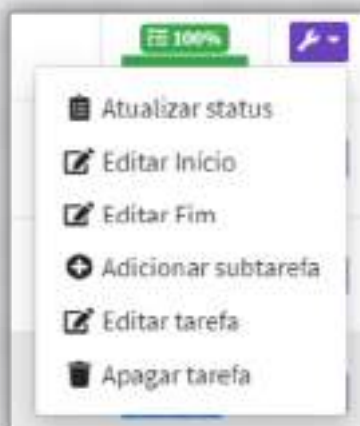 100%
Atualizar status
Editar Início
Editar Fim
Adicionar subtarefa
Editar tarefa
Apagar tarefa